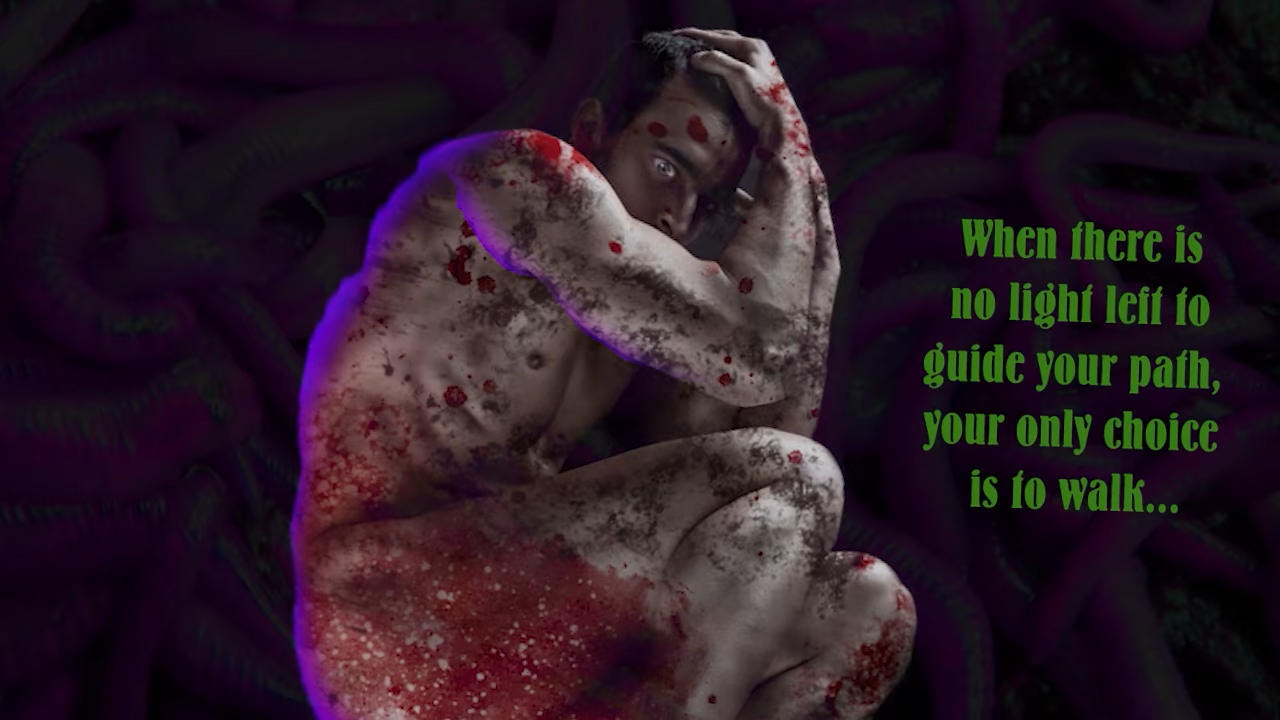 When there is
no light left to
guide your path,
your only choice
is to walk...